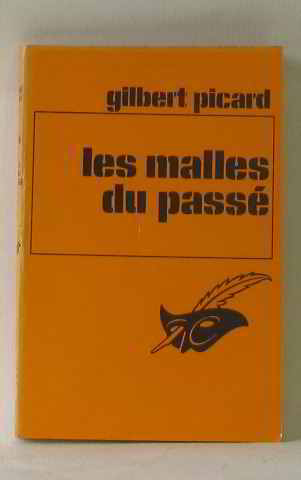 gilbert picard
les malles
du passé